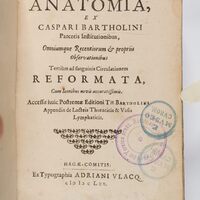 ANATOMIA,
EX
CASPARI BARTHOLINI
Parentis Institutionibus,
Omniumque Recentiorum & propriis
Observationibus
Tertiùm ad sanguinis Circulationem
REFORMATA,
Cum Iconibus novis accuratissimis.
Accessit huic Postremæ Editioni TH. BARTHOLINI
Appendix de Lacteis Thoracicis & Vasis
Lymphaticis.
HAGÆ-COMITIS.
Ex Typographia ADRIANI VLACQ,